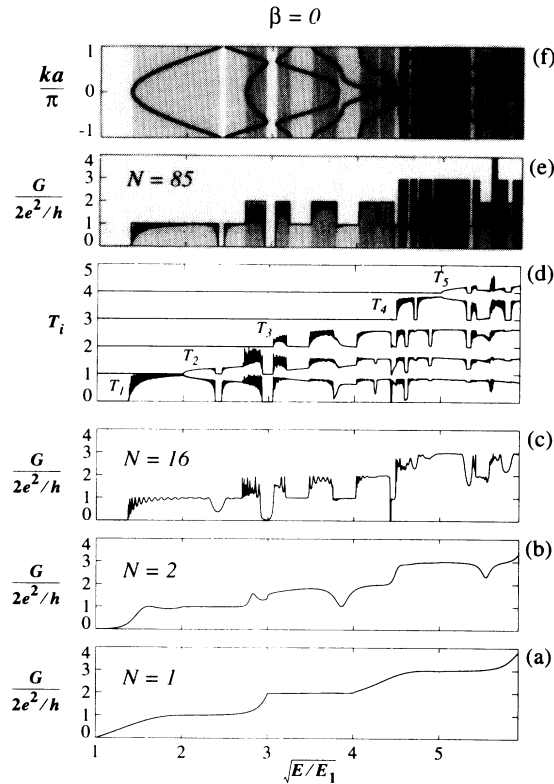 β = 0
ka/π
1
0
-1
(f)
G/(2e²/h)
4
3
2
1
0
N = 85
(e)
T_i
5
4
3
2
1
0
T_5
T_4
T_3
T_2
T_1
(d)
G/(2e²/h)
4
3
2
1
0
N = 16
(c)
G/(2e²/h)
4
3
2
1
0
N = 2
(b)
G/(2e²/h)
4
3
2
1
0
N = 1
(a)
1 2 3 4 5
√E/E_1